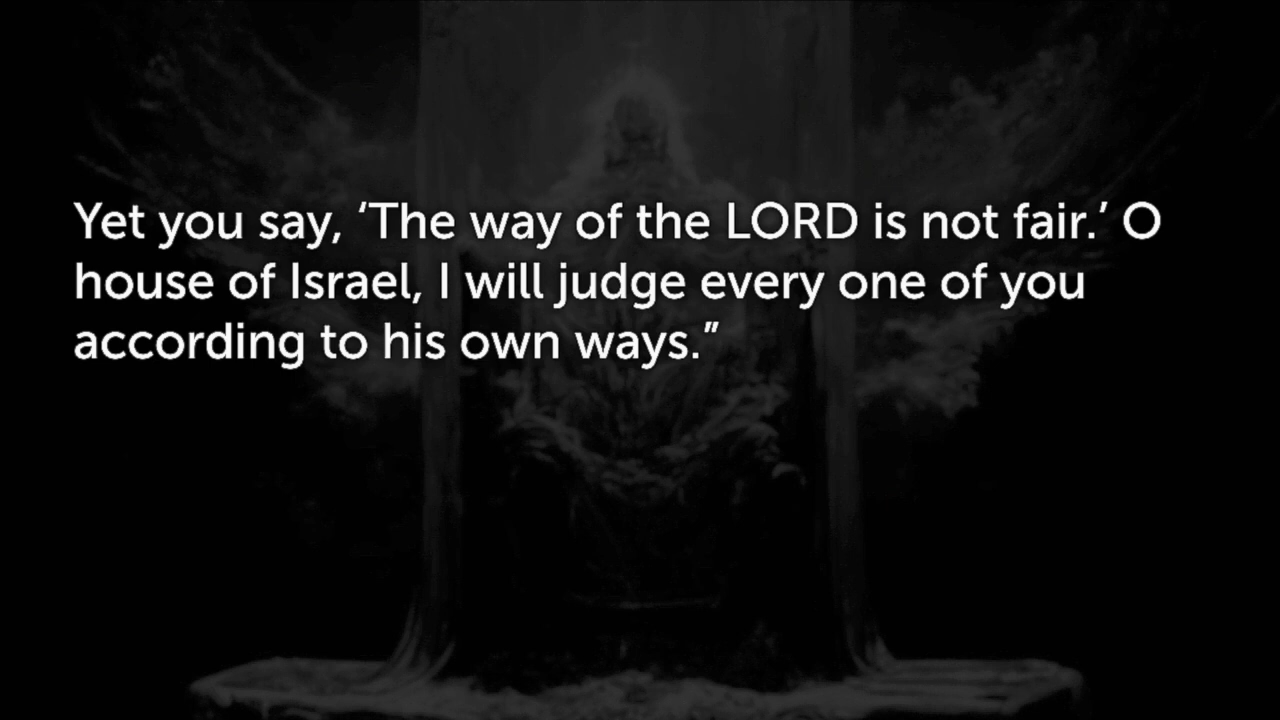 Yet you say, ‘The way of the LORD is not fair.’ O
house of Israel, I will judge every one of you
according to his own ways.”